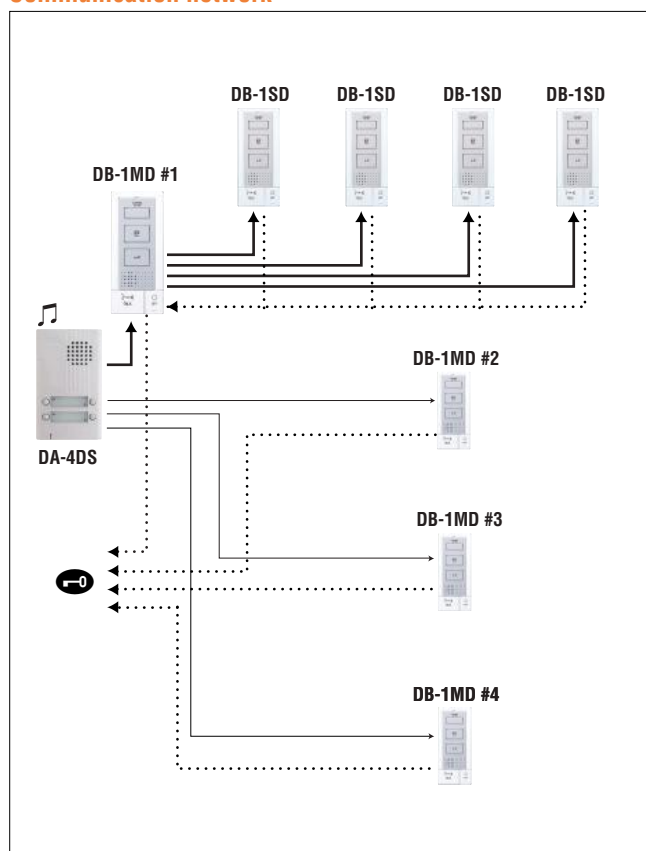 Communication network
DB-1SD DB-1SD DB-1SD DB-1SD
DB-1MD #1
DB-1MD #2
DA-4DS
DB-1MD #3
DB-1MD #4